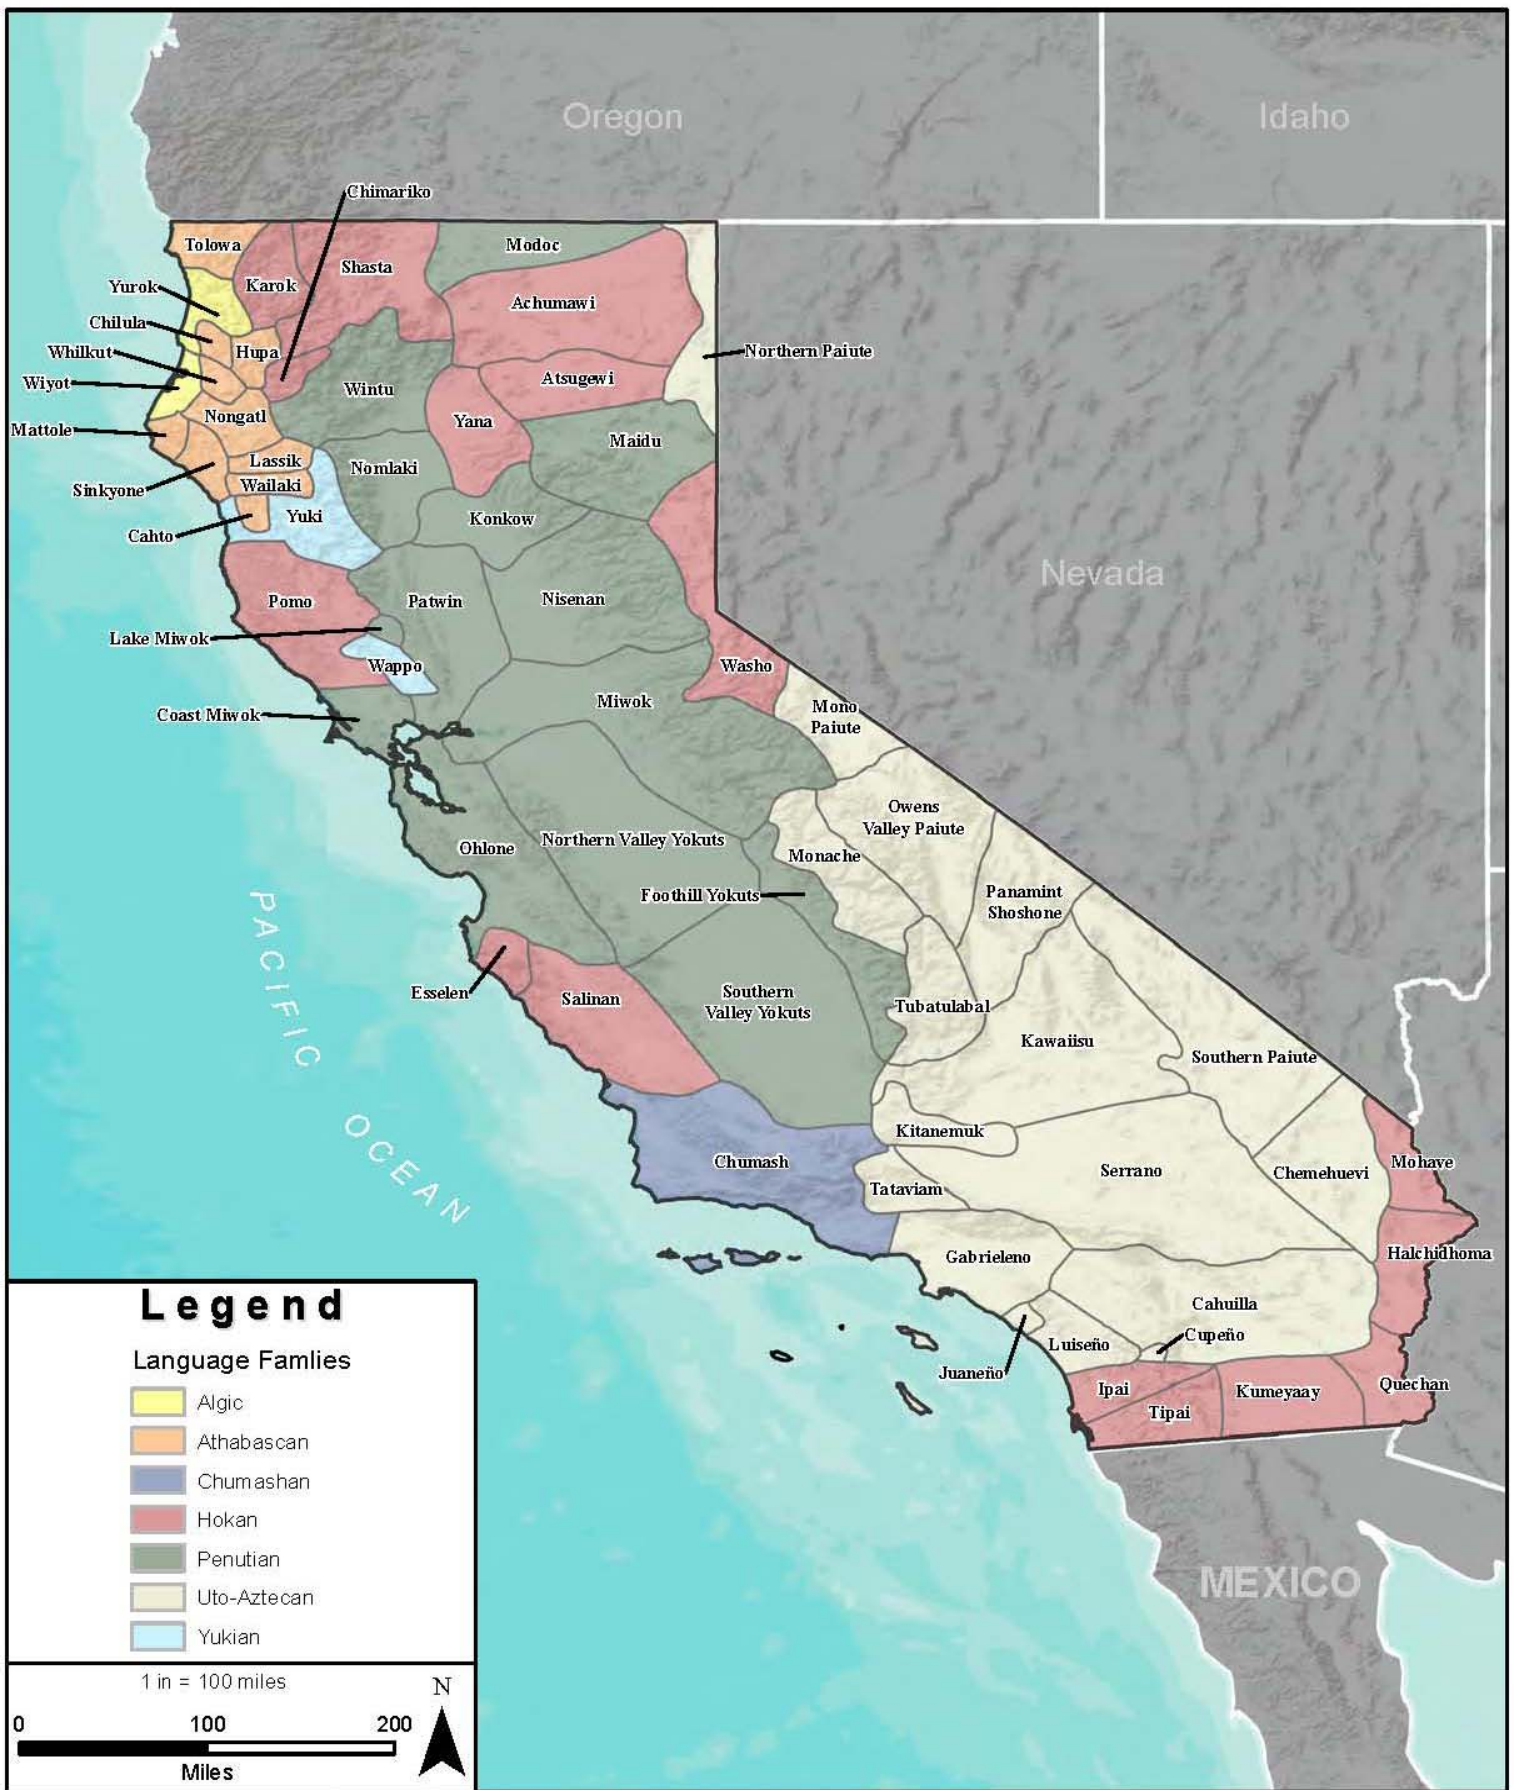 Oregon
Idaho
Chimariko
Tolowa
Modoc
Shasta
Karok
Yurok
Achumawi
Chilula
Whilkut
Hupa
Northern Paiute
Wiyot
Atsugewi
Wintu
Nongatl
Yana
Mattole
Maidu
Lassik
Nomlaki
Wailaki
Sinkyone
Yuki
Konkow
Cahto
Nevada
Pomo
Patwin
Nisenan
Lake Miwok
Wappo
Washo
Miwok
Coast Miwok
Mono
Paiute
Owens
Valley Paiute
Ohlone
Northern Valley Yokuts
Monache
Foothill Yokuts
Panamint
Shoshone
PACIFIC
OCEAN
Esselen
Salinan
Southern
Valley Yokuts
Tubatulabal
Kawaiisu
Southern Paiute
Kitanemuk
Chumash
Serrano
Mohave
Chemehuevi
Tataviam
Gabrieleno
Halchidhoma
Cahuilla
Cupeño
Luiseño
Juaneño
Ipai
Tipai
Kumeyaay
Quechan
MEXICO
Legend
Language Famlies
Algic
Athabascan
Chumashan
Hokan
Penutian
Uto-Aztecan
Yukian
1 in = 100 miles
N
0 100 200
Miles